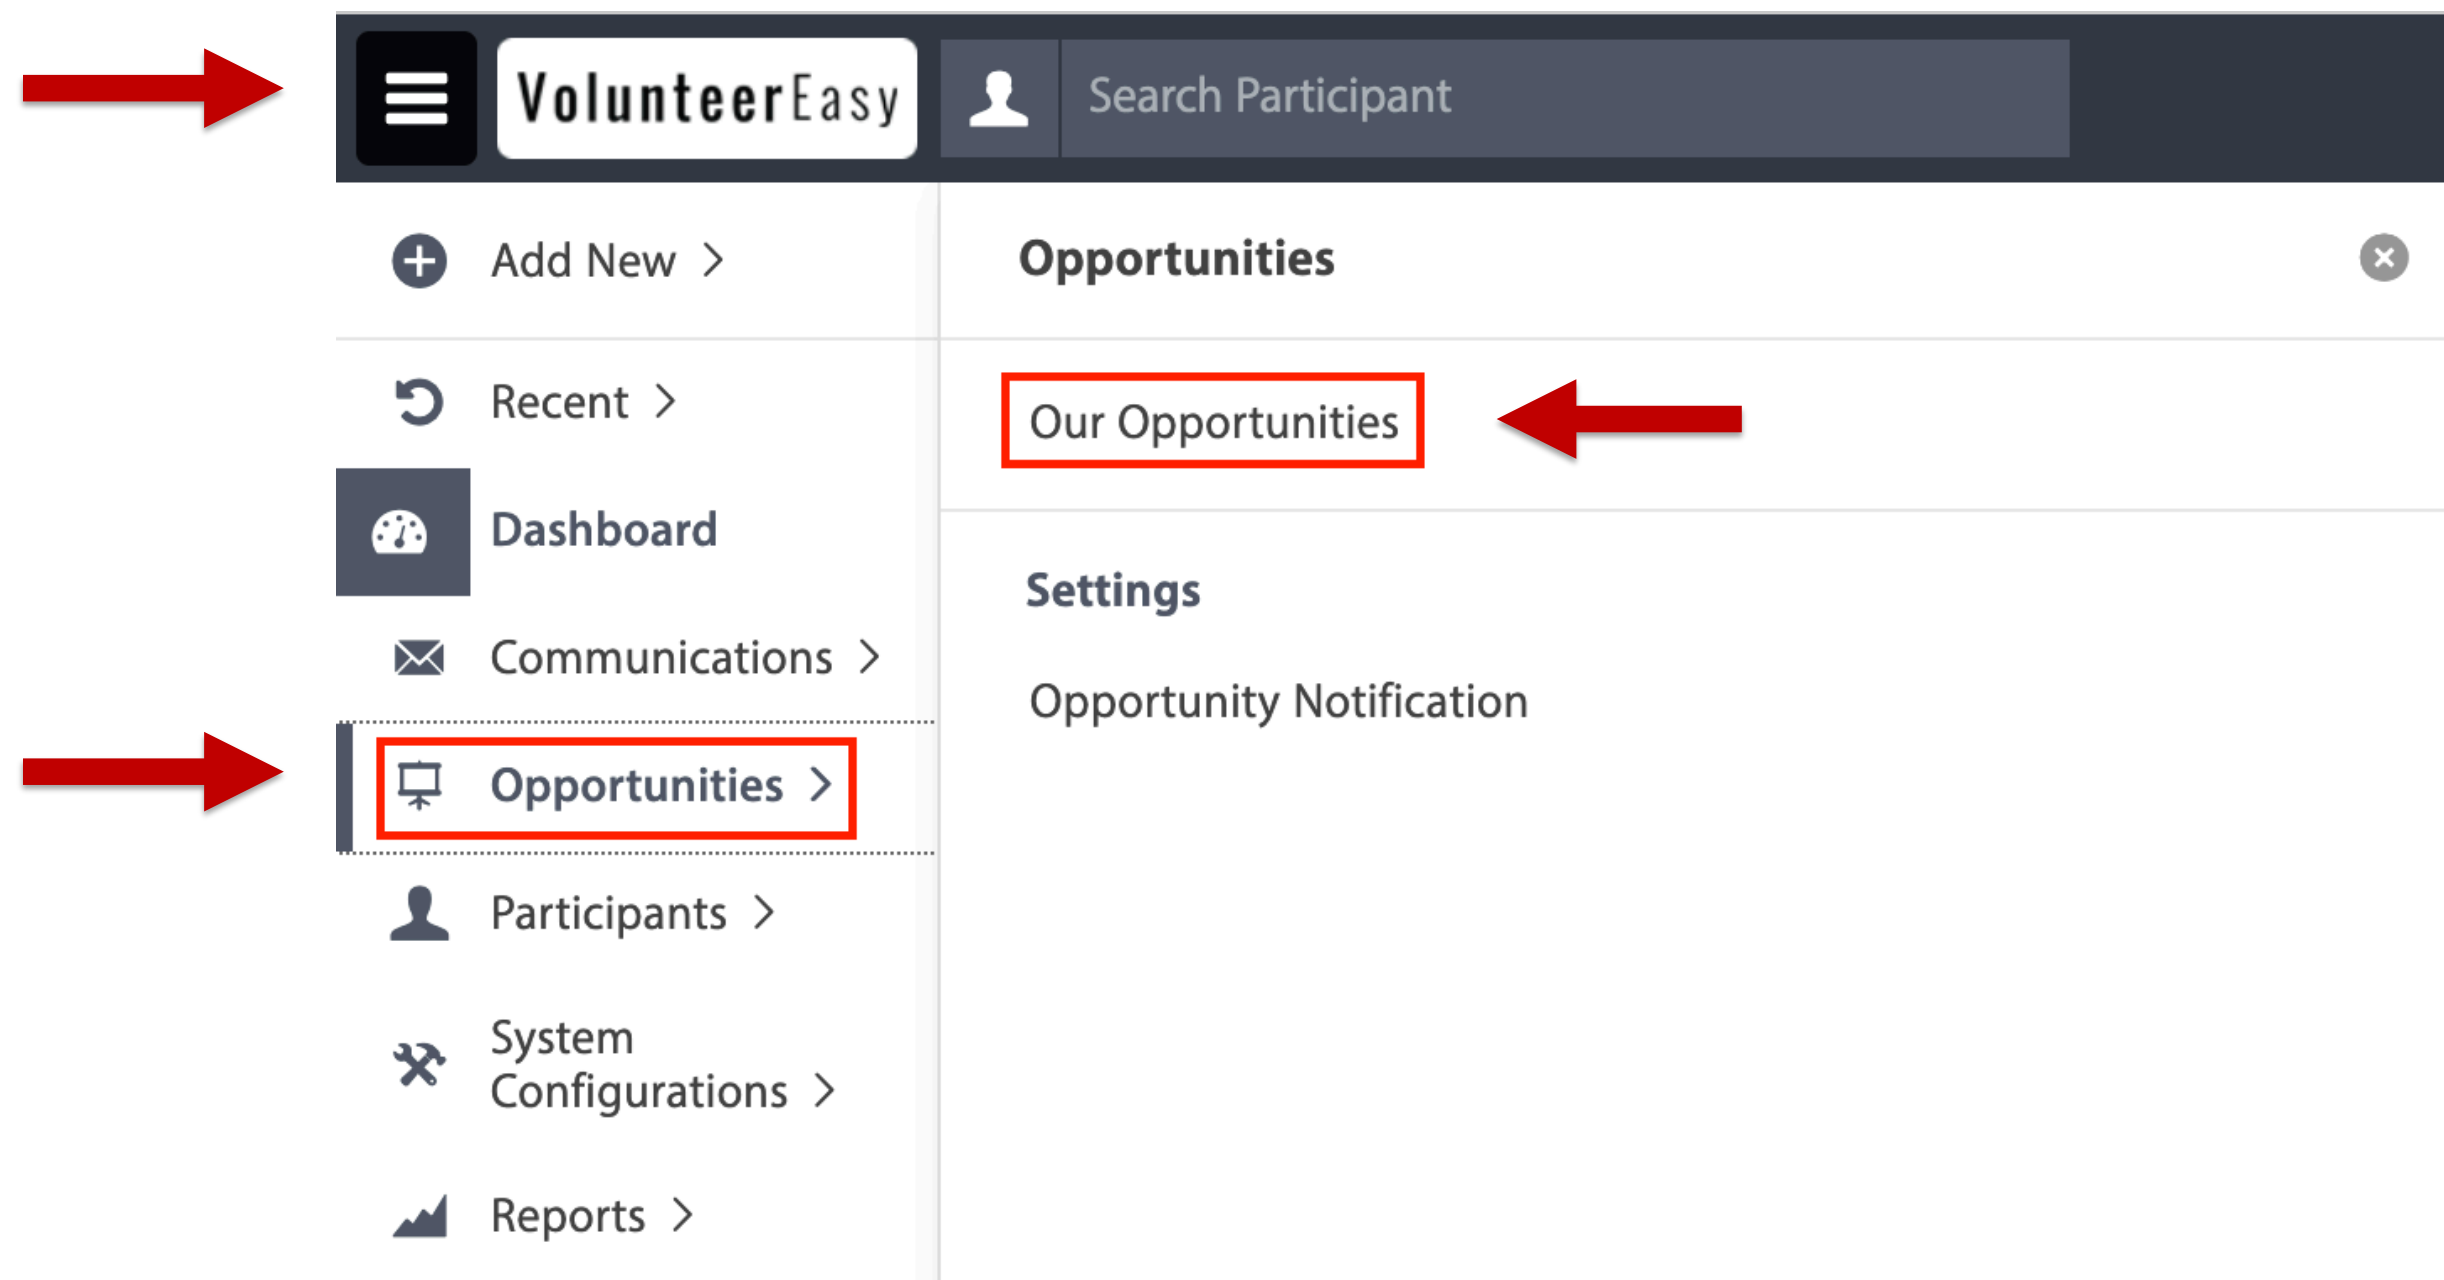 VolunteerEasy
Search Participant
Add New
Recent
Dashboard
Communications
Opportunities
Participants
System
Configurations
Reports
Opportunities
Our Opportunities
Settings
Opportunity Notification